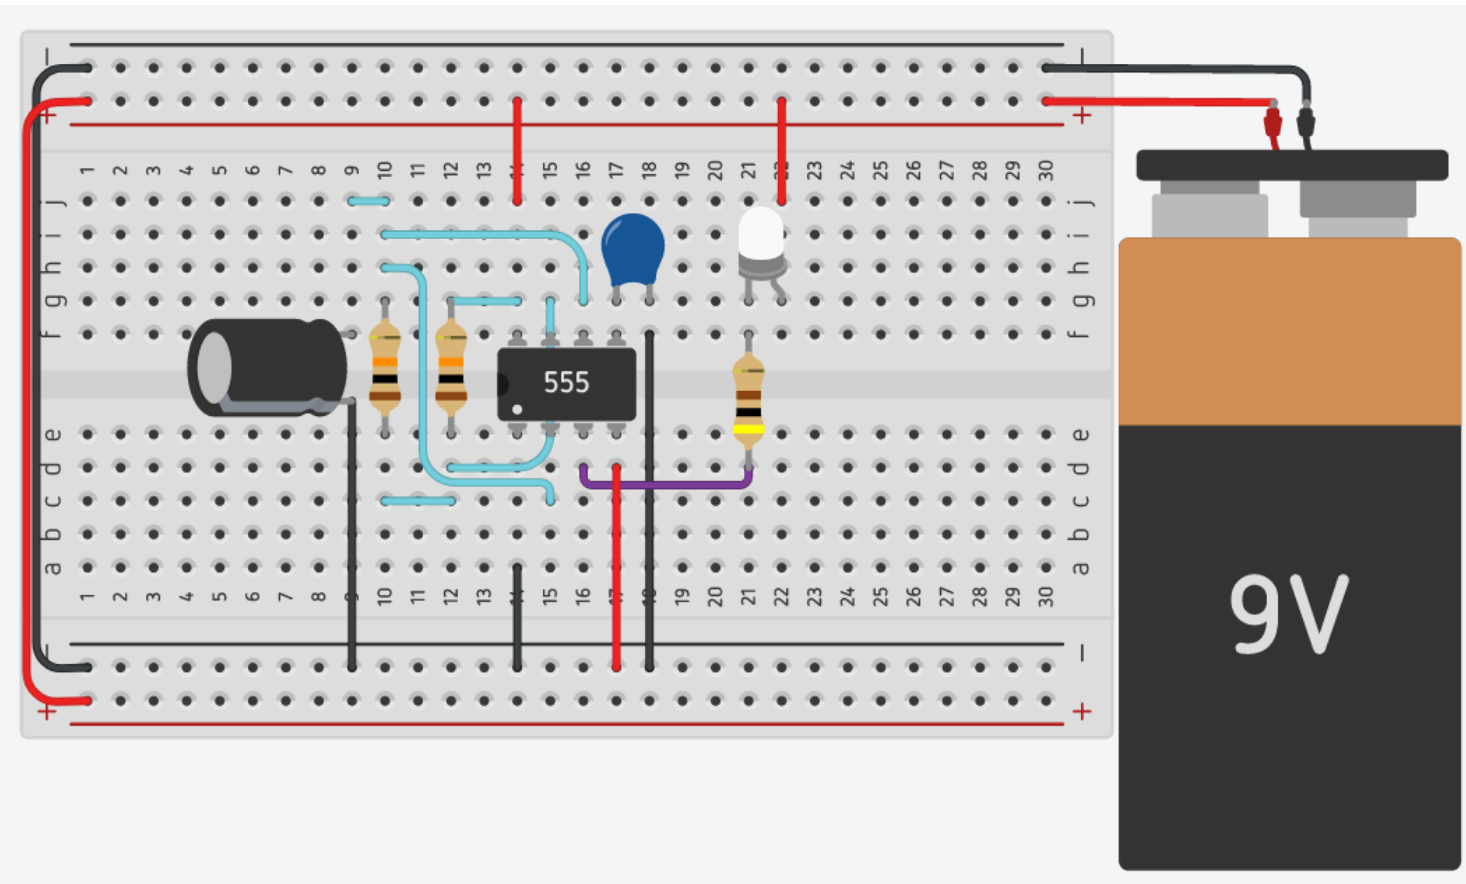 − +
+ +
1 2 3 4 5 6 7 8 9 10 11 12 13 14 15 16 17 18 19 20 21 22 23 24 25 26 27 28 29 30
j j
i i
h h
g g
f f
555
e e
d d
c c
b b
a a
1 2 3 4 5 6 7 8 9 10 11 12 13 14 15 16 17 18 19 20 21 22 23 24 25 26 27 28 29 30
− −
+ +
9V